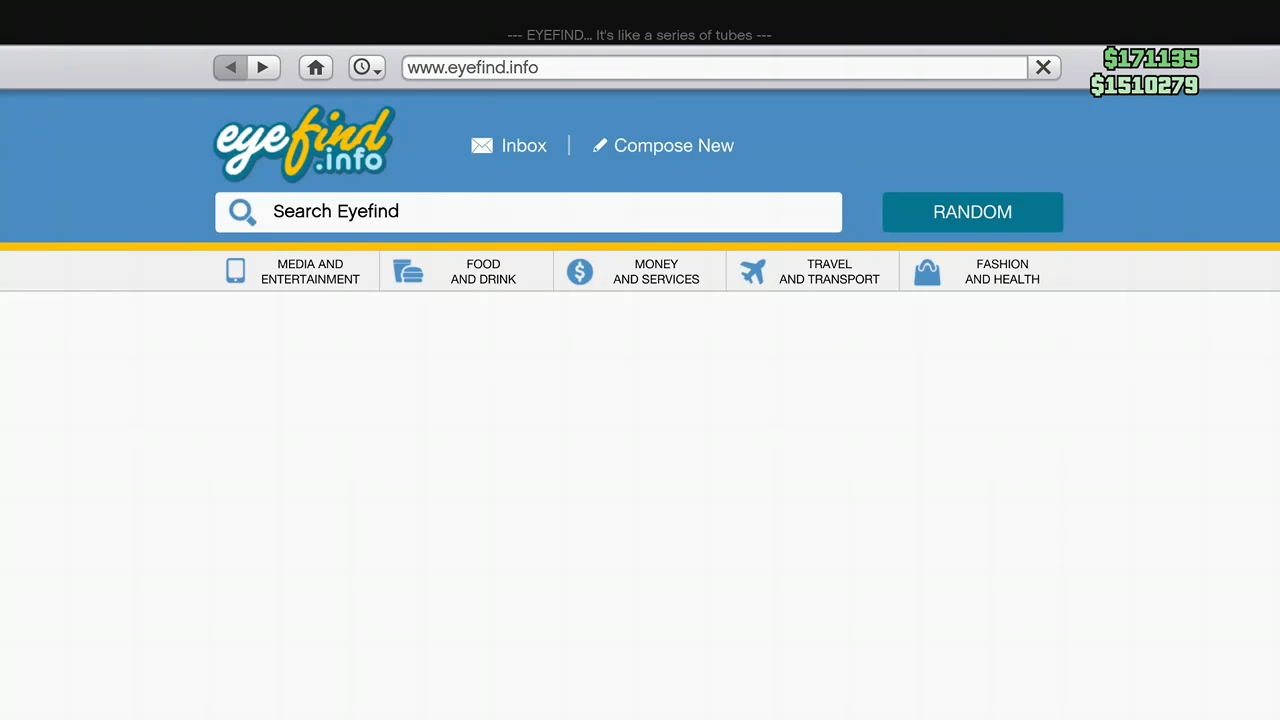 --- EYEFIND... It's like a series of tubes ---
www.eyefind.info
$171135
$1510279
eyefind
.info
Inbox
Compose New
Search Eyefind
RANDOM
MEDIA AND
ENTERTAINMENT
FOOD
AND DRINK
MONEY
AND SERVICES
TRAVEL
AND TRANSPORT
FASHION
AND HEALTH